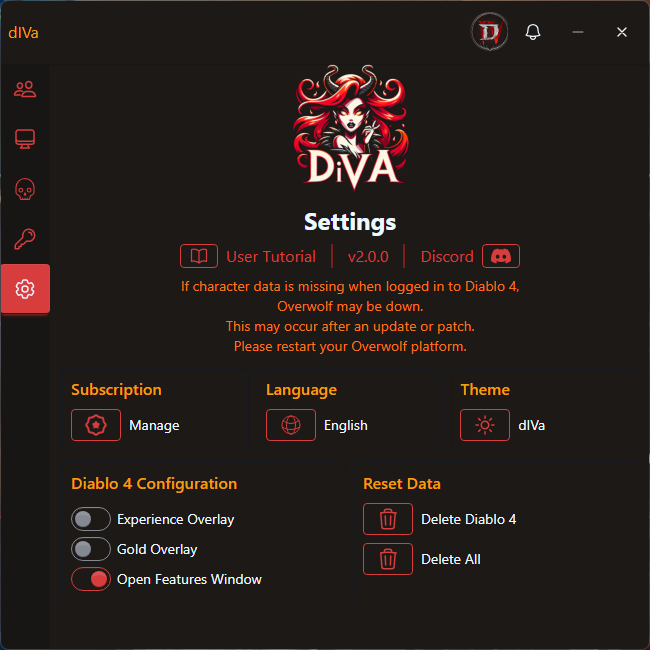 dIVa
D
DiVA
Settings
User Tutorial
v2.0.0
Discord
If character data is missing when logged in to Diablo 4,
Overwolf may be down.
This may occur after an update or patch.
Please restart your Overwolf platform.
Subscription
Language
Theme
Manage
English
dIVa
Diablo 4 Configuration
Reset Data
Experience Overlay
Delete Diablo 4
Gold Overlay
Open Features Window
Delete All